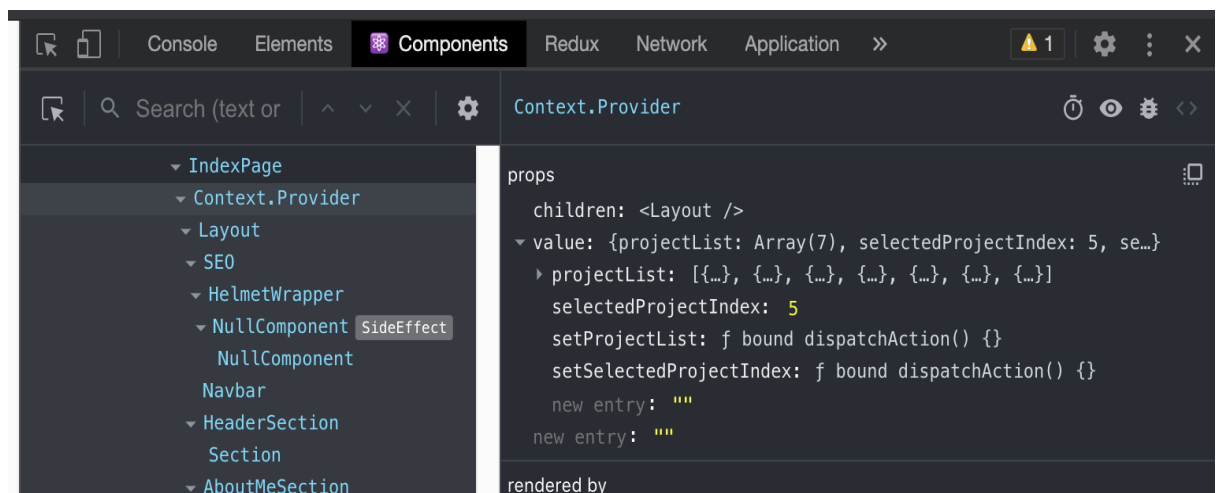 Console Elements Components Redux Network Application » 1
Search (text or
IndexPage
Context.Provider
Layout
SEO
HelmetWrapper
NullComponent SideEffect
NullComponent
Navbar
HeaderSection
Section
AboutMeSection
Context.Provider
props
children: <Layout />
value: {projectList: Array(7), selectedProjectIndex: 5, se…}
projectList: [{…}, {…}, {…}, {…}, {…}, {…}, {…}]
selectedProjectIndex: 5
setProjectList: ƒ bound dispatchAction() {}
setSelectedProjectIndex: ƒ bound dispatchAction() {}
new entry: ""
new entry: ""
rendered by